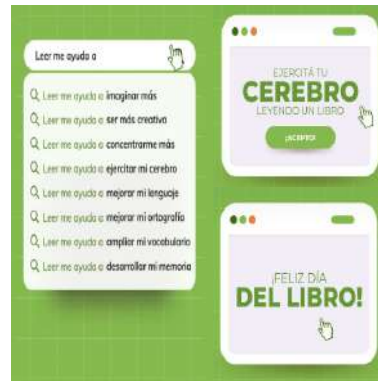 Leer me ayuda a
Leer me ayuda a imaginar más
Leer me ayuda a ser más creativa
Leer me ayuda a concentrarme más
Leer me ayuda a ejercitar mi cerebro
Leer me ayuda a mejorar mi lenguaje
Leer me ayuda a mejorar mi ortografía
Leer me ayuda a ampliar mi vocabulario
Leer me ayuda a desarrollar mi memoria
EJERCITÁ TU
CEREBRO
LEYENDO UN LIBRO
¡ACEPTO!
¡FELIZ DÍA
DEL LIBRO!